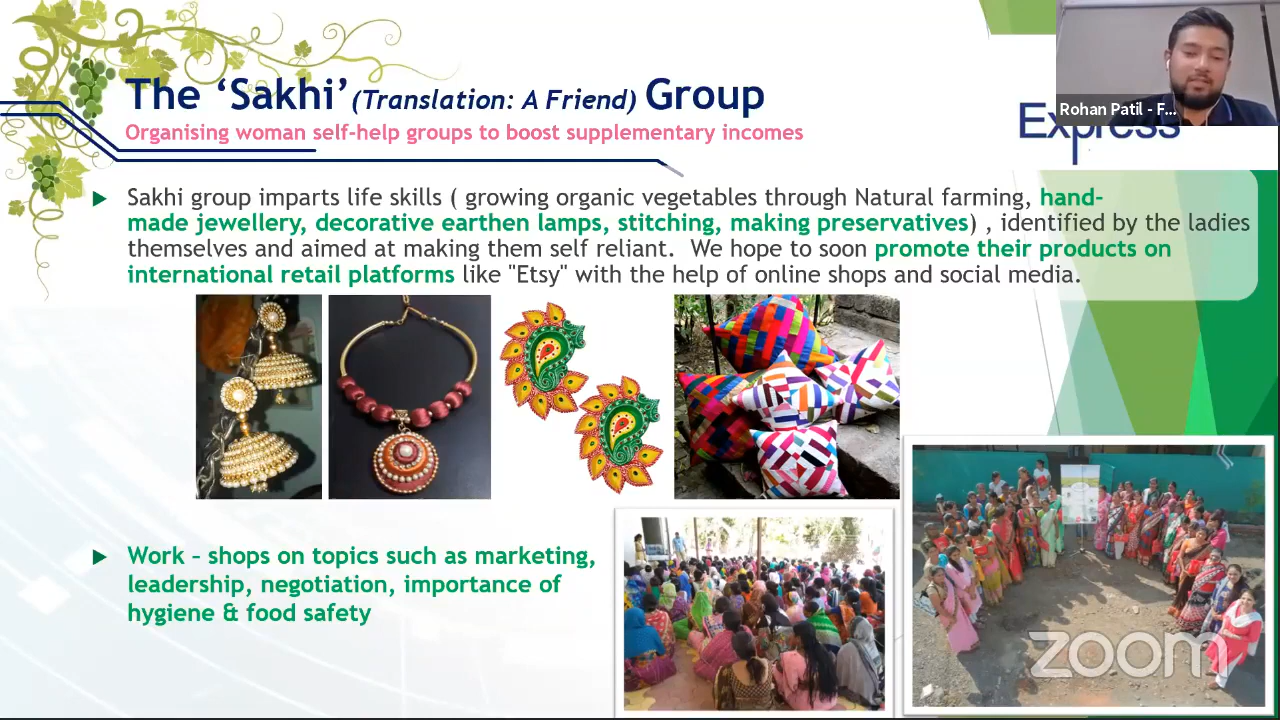 The ‘Sakhi’ (Translation: A Friend) Group
Organising woman self-help groups to boost supplementary incomes
Rohan Patil - F...
Express
Sakhi group imparts life skills ( growing organic vegetables through Natural farming, hand-
made jewellery, decorative earthen lamps, stitching, making preservatives) , identified by the ladies
themselves and aimed at making them self reliant. We hope to soon promote their products on
international retail platforms like "Etsy" with the help of online shops and social media.
Work – shops on topics such as marketing,
leadership, negotiation, importance of
hygiene & food safety
zoom